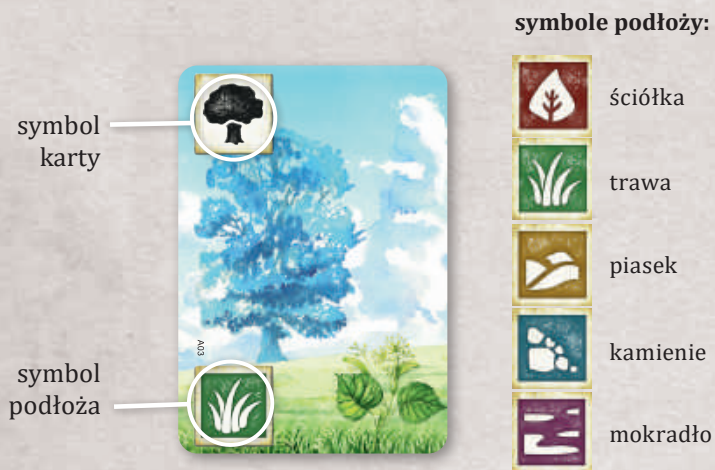 symbole podłoży:
symbol
karty
A03
symbol
podłoża
ściółka
trawa
piasek
kamienie
mokradło